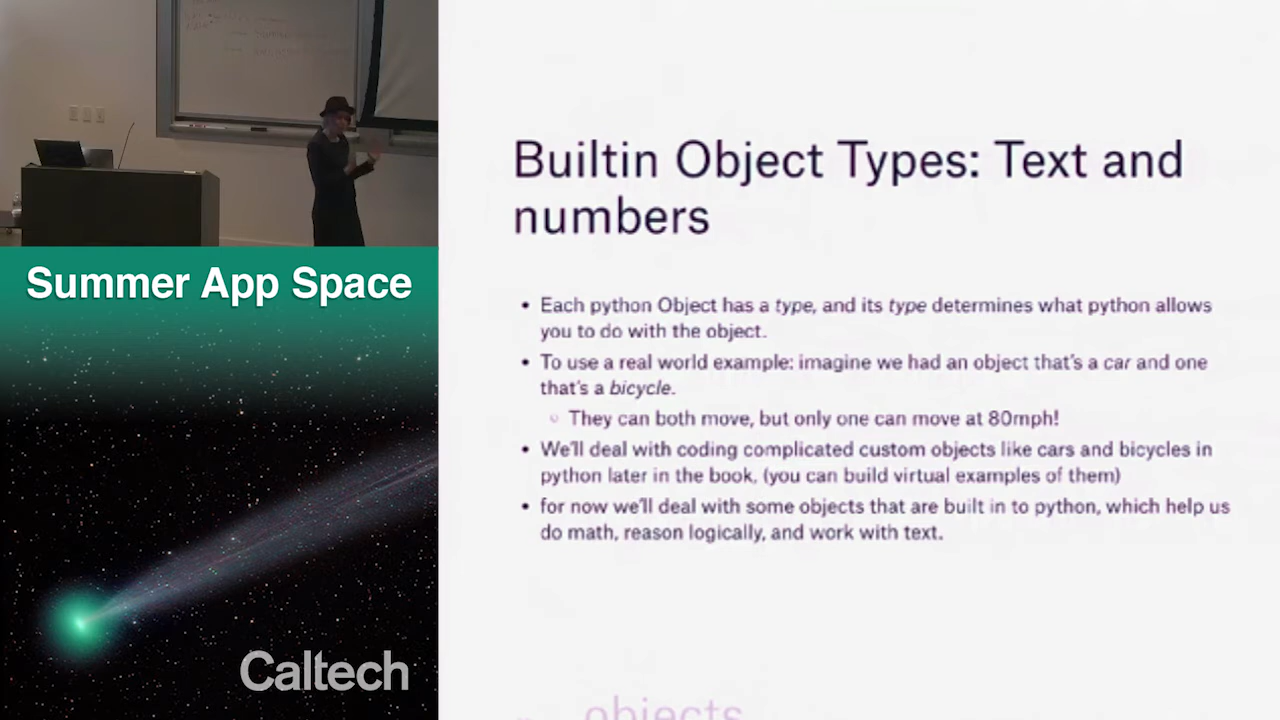 Summer App Space
Caltech
Builtin Object Types: Text and
numbers
• Each python Object has a type, and its type determines what python allows
you to do with the object.
• To use a real world example: imagine we had an object that's a car and one
that's a bicycle.
○ They can both move, but only one can move at 80mph!
• We'll deal with coding complicated custom objects like cars and bicycles in
python later in the book, (you can build virtual examples of them)
• for now we'll deal with some objects that are built in to python, which help us
do math, reason logically, and work with text.
objects